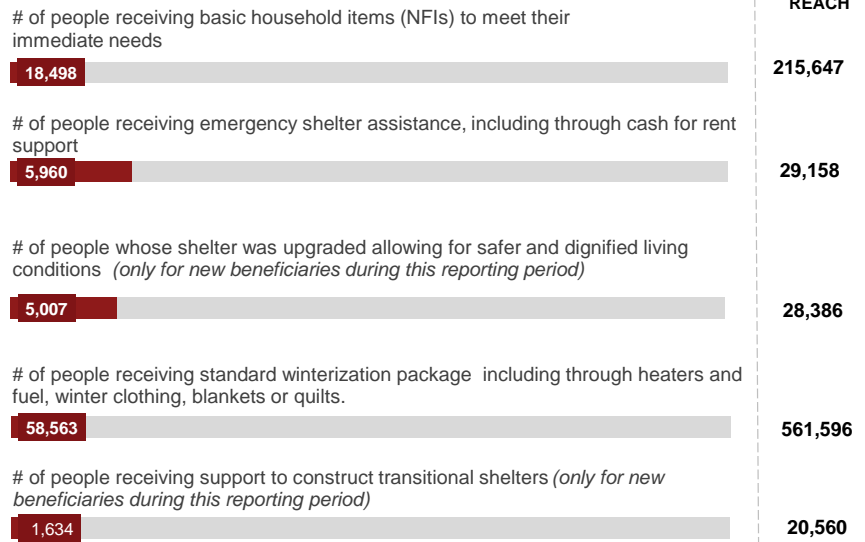 REACH
# of people receiving basic household items (NFIs) to meet their
immediate needs
18,498
215,647
# of people receiving emergency shelter assistance, including through cash for rent
support
5,960
29,158
# of people whose shelter was upgraded allowing for safer and dignified living
conditions (only for new beneficiaries during this reporting period)
5,007
28,386
# of people receiving standard winterization package including through heaters and
fuel, winter clothing, blankets or quilts.
58,563
561,596
# of people receiving support to construct transitional shelters (only for new
beneficiaries during this reporting period)
1,634
20,560